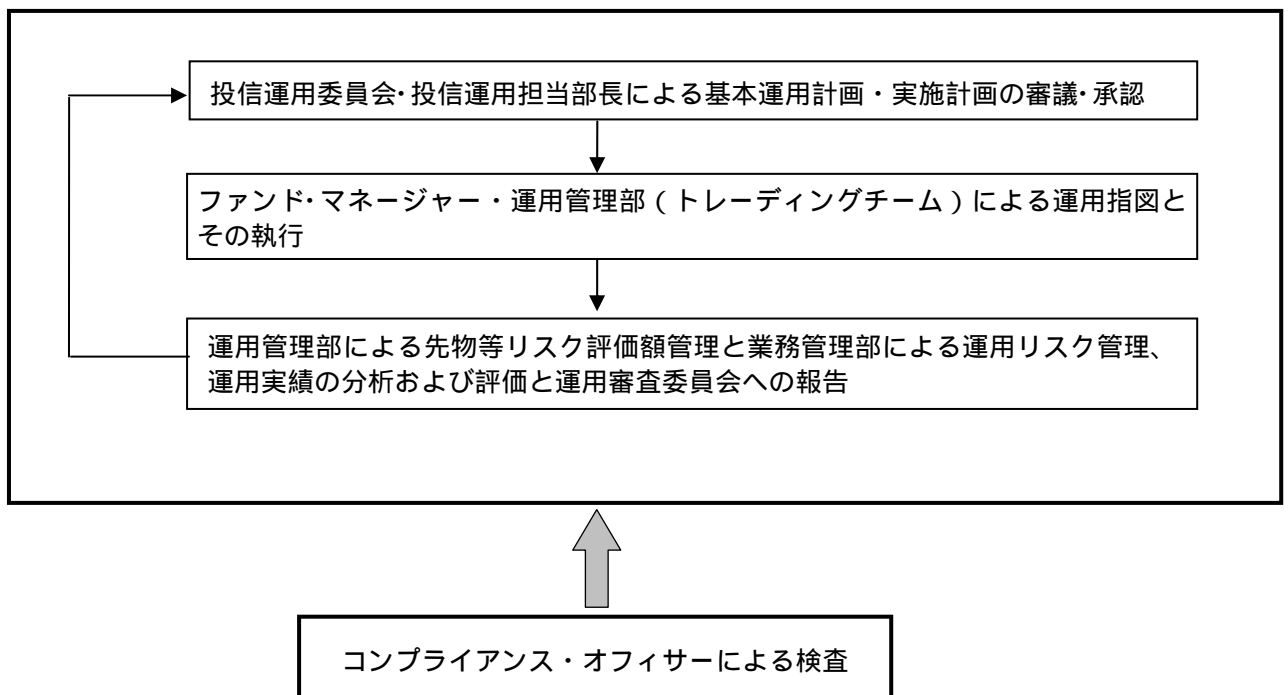 投信運用委員会・投信運用担当部長による基本運用計画・実施計画の審議・承認
ファンド・マネージャー・運用管理部(トレーディングチーム)による運用指図と
その執行
運用管理部による先物等リスク評価額管理と業務管理部による運用リスク管理、
運用実績の分析および評価と運用審査委員会への報告
コンプライアンス・オフィサーによる検査